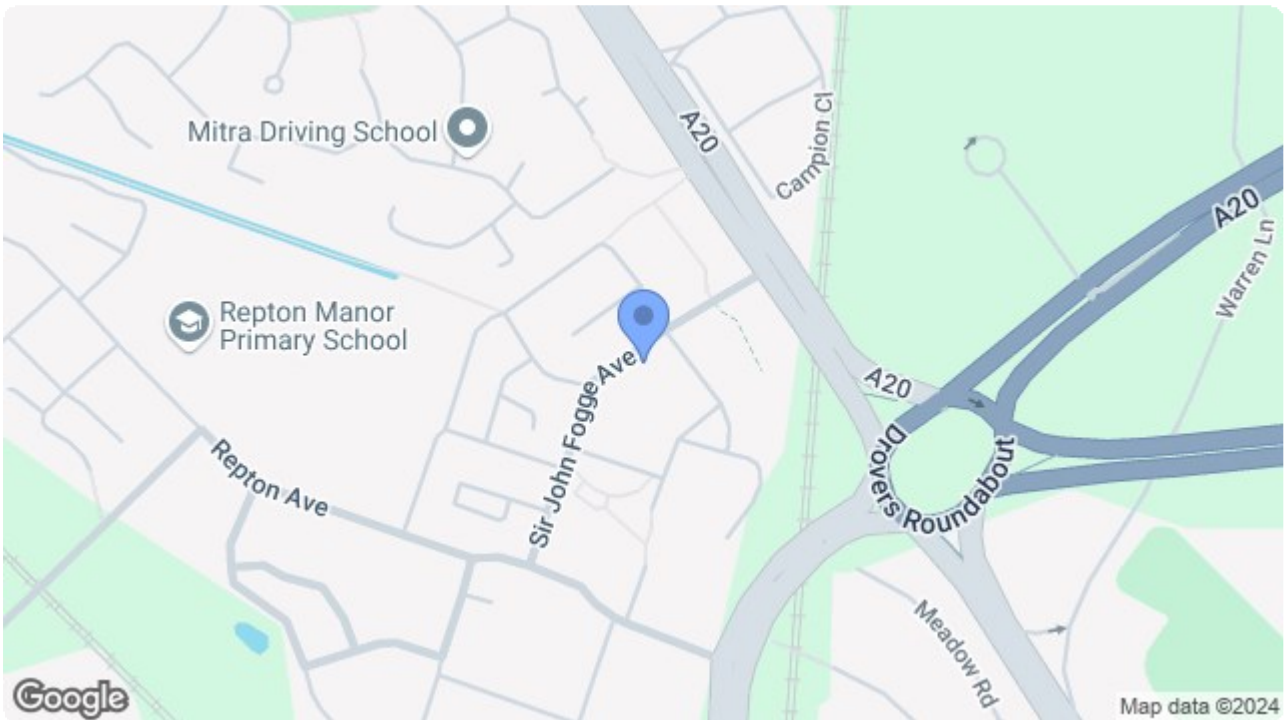 Mitra Driving School
A20
Campion Cl
A20
Warren Ln
Repton Manor
Primary School
Sir John Fogge Ave
A20
Drovers Roundabout
Repton Ave
Meadow Rd
Google
Map data ©2024